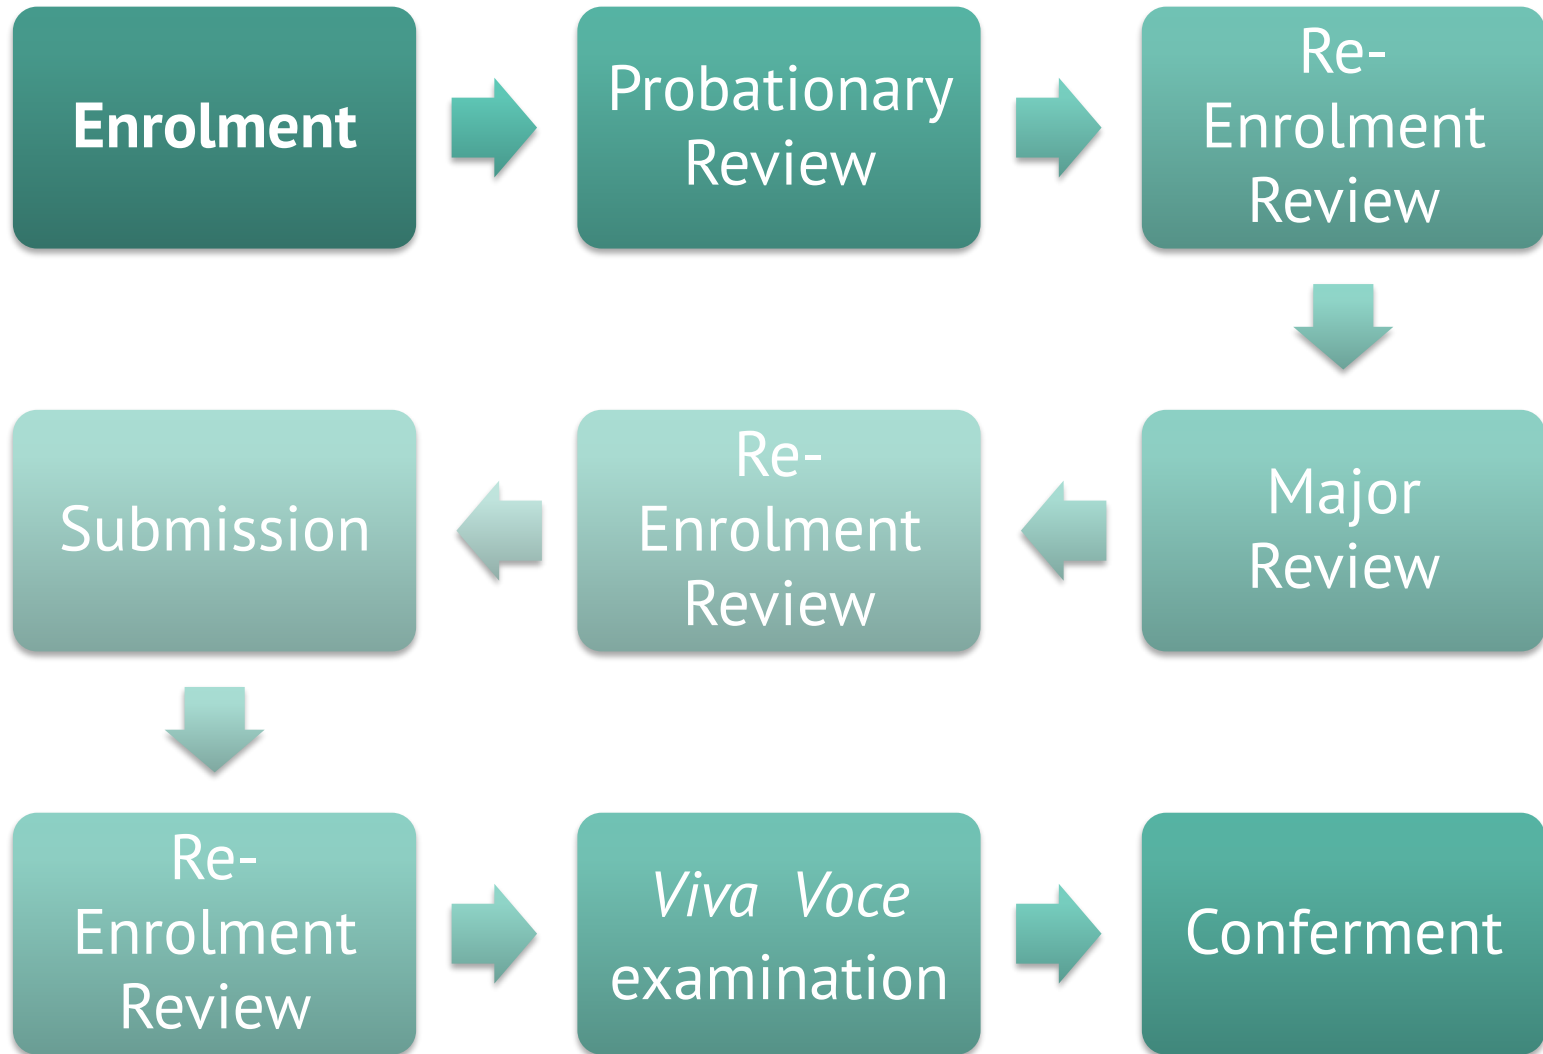 Enrolment
Probationary
Review
Re-
Enrolment
Review
Major
Review
Re-
Enrolment
Review
Submission
Re-
Enrolment
Review
Viva Voce
examination
Conferment